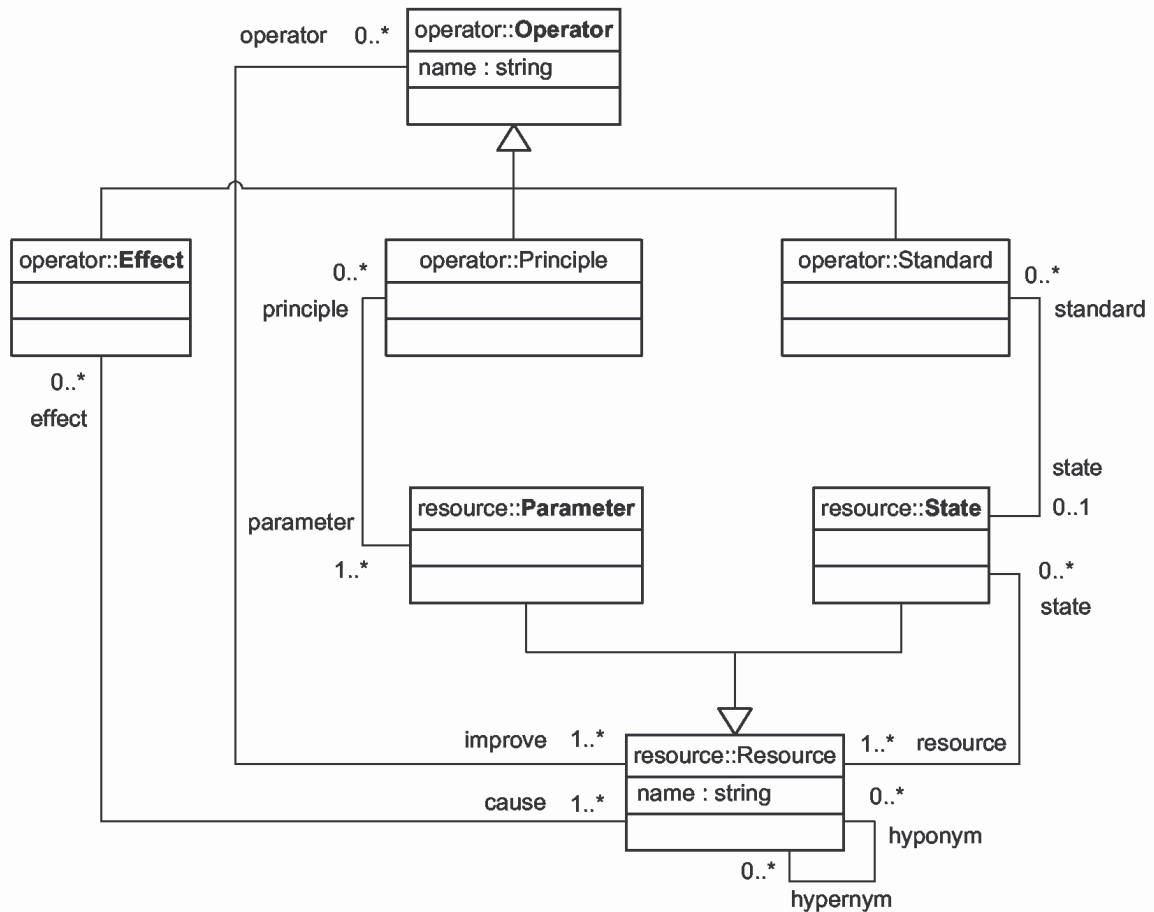 operator 0..*
operator::Operator
name : string
operator::Effect
operator::Principle
operator::Standard
0..*
principle
0..*
standard
0..*
effect
resource::Parameter
resource::State
parameter
1..*
state
0..1
0..*
state
improve 1..*
resource::Resource
1..* resource
name : string
cause 1..*
0..*
hyponym
0..*
hypernym